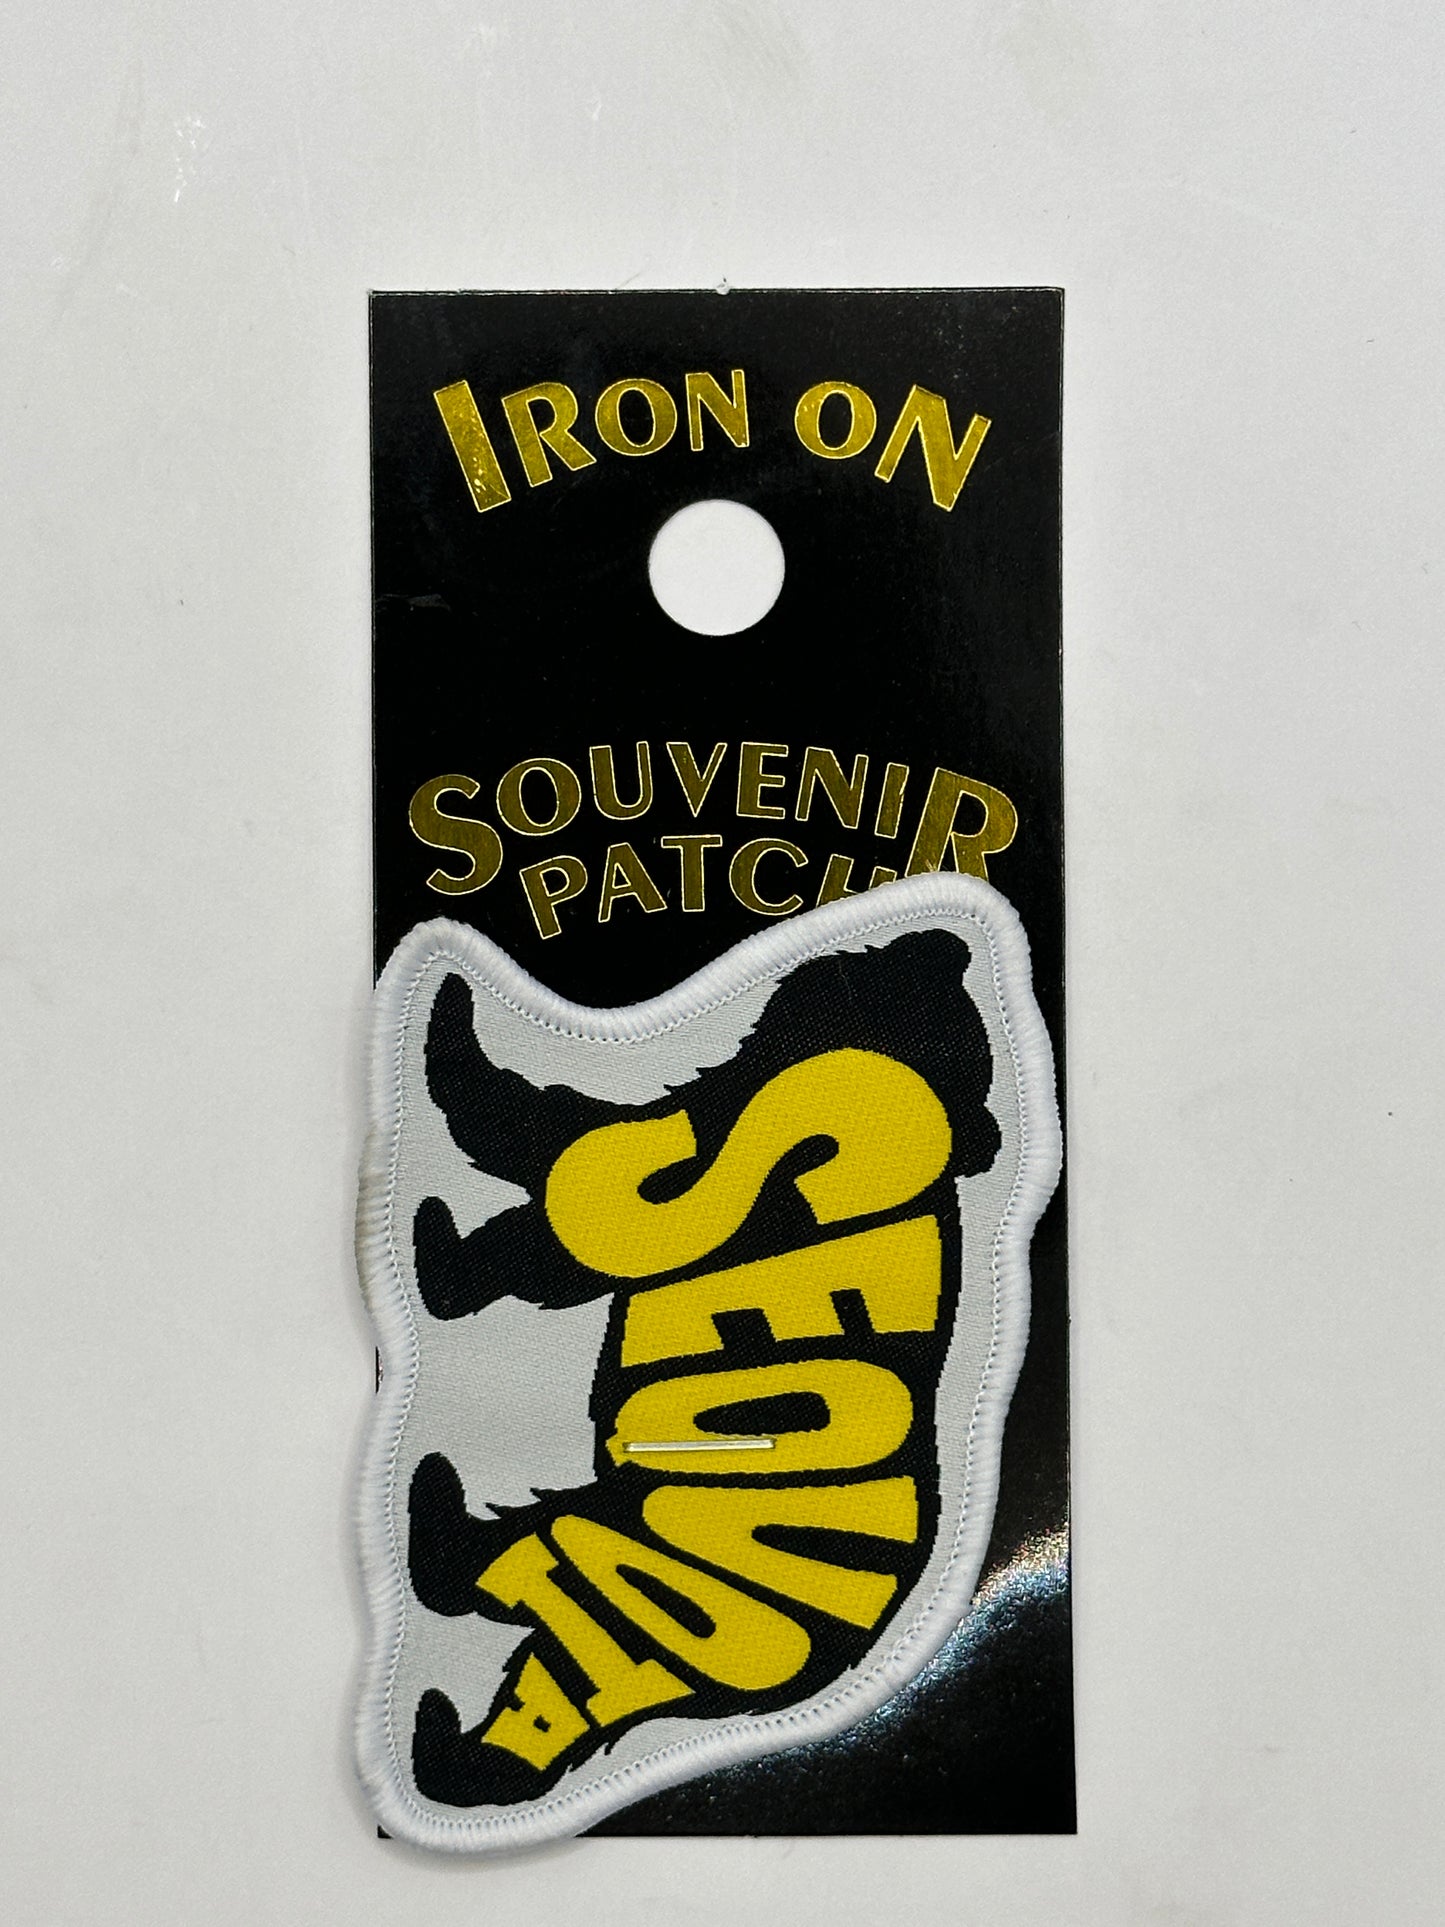 IRON ON
SOUVENIR
PATCH
SEQUOIA